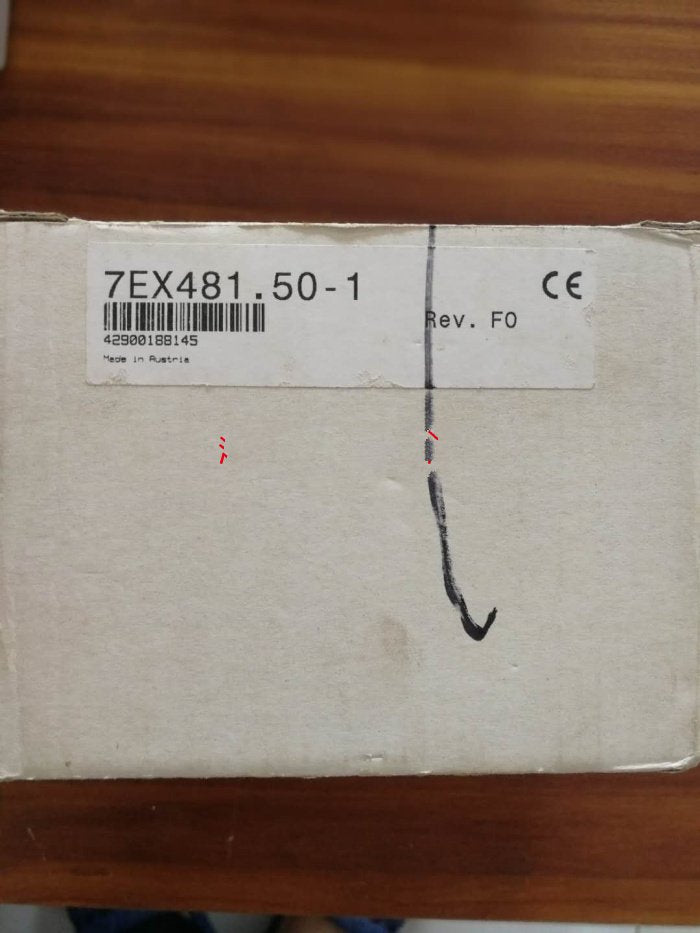 7EX481.50-1
CE
Rev. F0
42900188145
Made in Austria